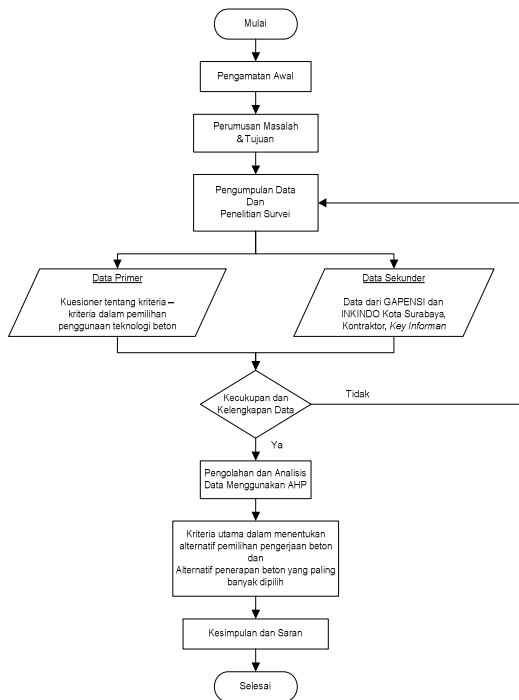 Mulai
Pengamatan Awal
Perumusan Masalah
& Tujuan
Pengumpulan Data
Dan
Penelitian Survei
Data Primer
Kuesioner tentang kriteria –
kriteria dalam pemilihan
penggunaan teknologi beton
Data Sekunder
Data dari GAPENSI dan
INKINDO Kota Surabaya,
Kontraktor, Key Informan
Kecukupan dan
Kelengkapan Data
Tidak
Ya
Pengolahan dan Analisis
Data Menggunakan AHP
Kriteria utama dalam menentukan
alternatif pemilihan pengerjaan beton
dan
Alternatif penerapan beton yang paling
banyak dipilih
Kesimpulan dan Saran
Selesai